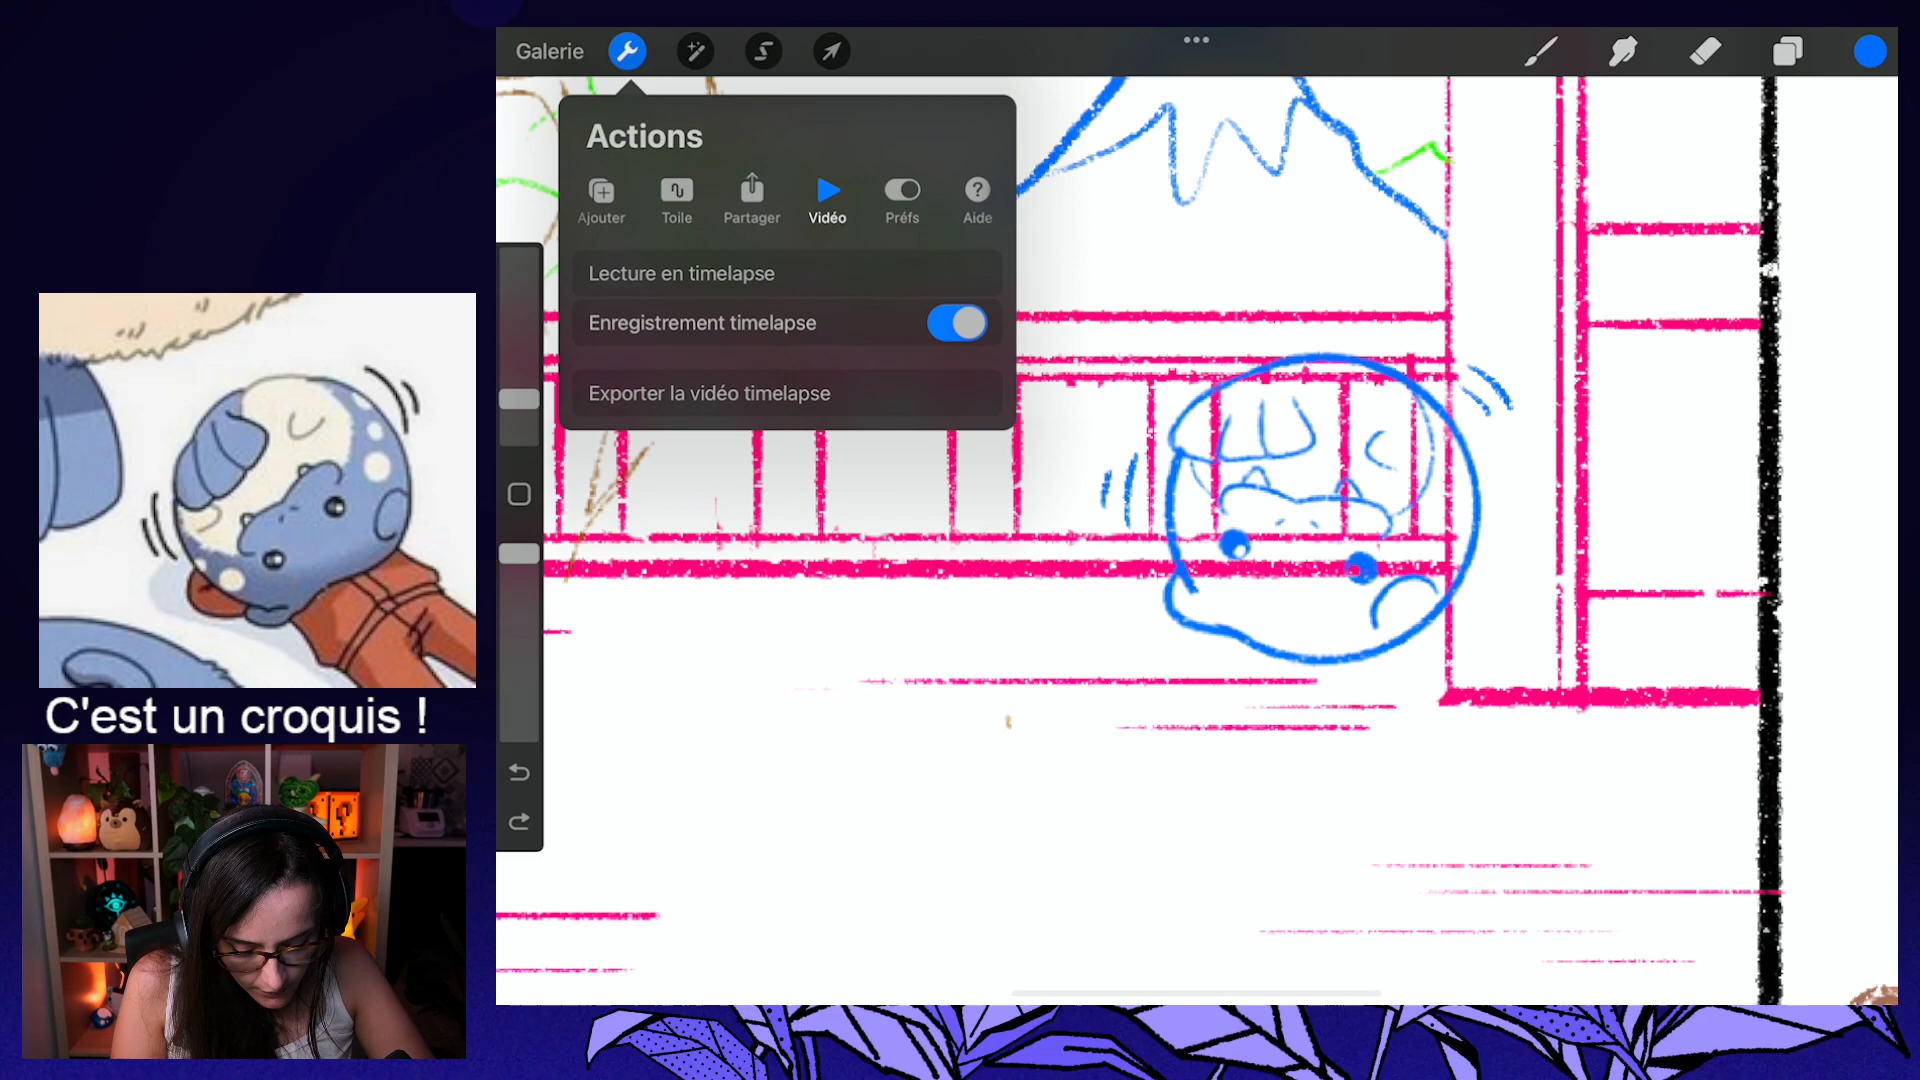 Galerie
Actions
Ajouter
Toile
Partager
Vidéo
Préfs
Aide
Lecture en timelapse
Enregistrement timelapse
Exporter la vidéo timelapse
C'est un croquis !